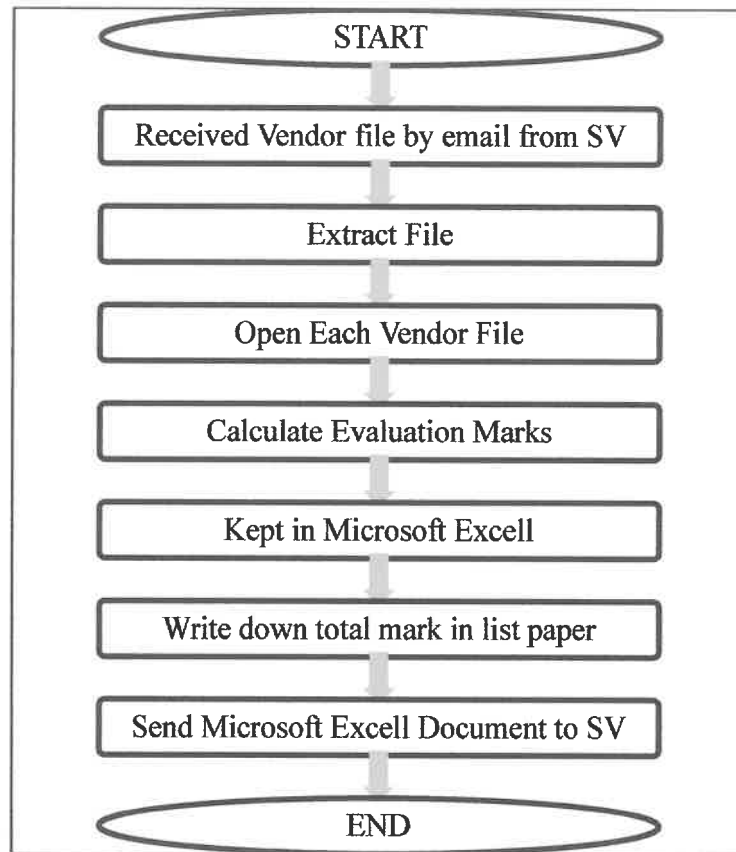 START
Received Vendor file by email from SV
Extract File
Open Each Vendor File
Calculate Evaluation Marks
Kept in Microsoft Excell
Write down total mark in list paper
Send Microsoft Excell Document to SV
END